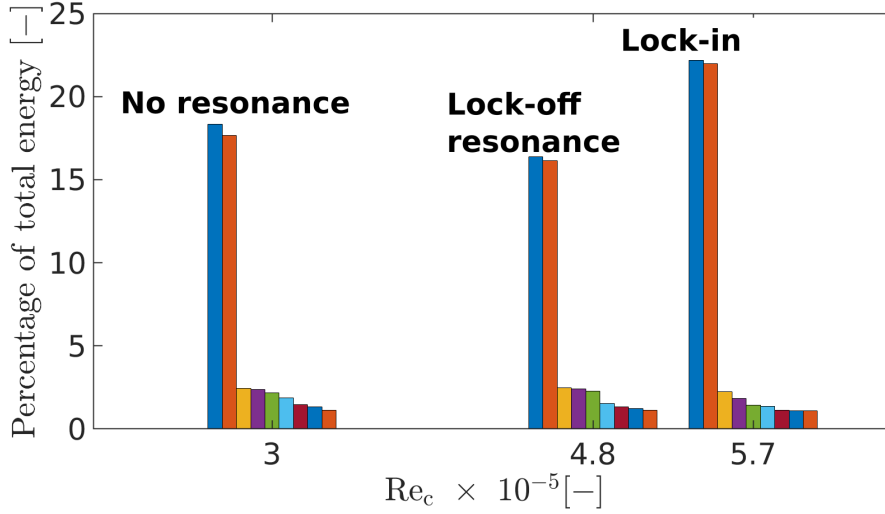 Percentage of total energy [−]
25
20
15
10
5
0
No resonance
Lock-off
resonance
Lock-in
3
4.8
5.7
Re_c × 10^{-5}[−]